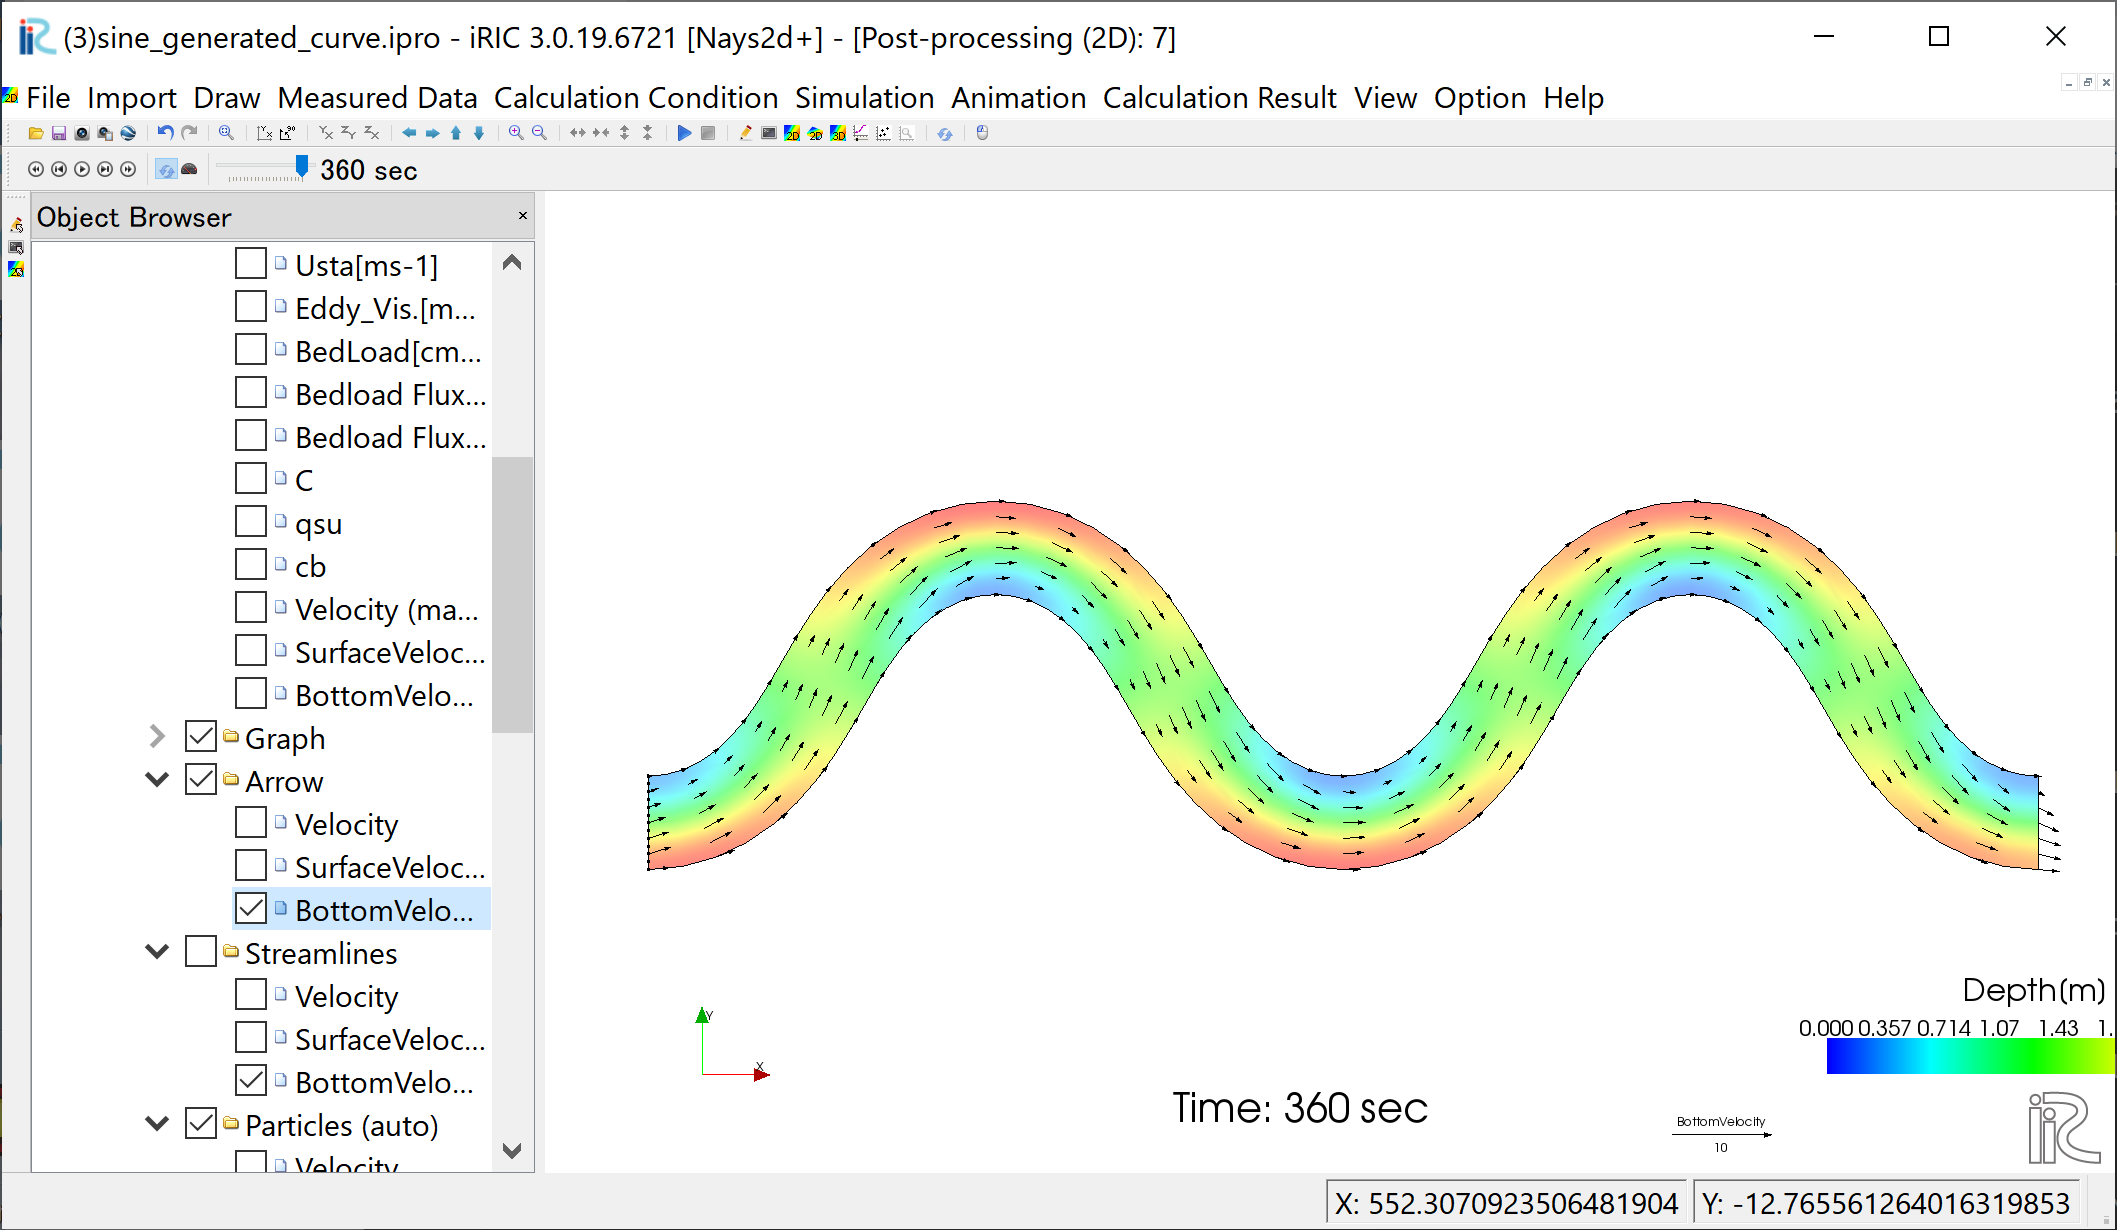 (3)sine_generated_curve.ipro - iRIC 3.0.19.6721 [Nays2d+] - [Post-processing (2D): 7]
File Import Draw Measured Data Calculation Condition Simulation Animation Calculation Result View Option Help
360 sec
Object Browser
Usta[ms-1]
Eddy_Vis.[m...
BedLoad[cm...
Bedload Flux...
Bedload Flux...
C
qsu
cb
Velocity (ma...
SurfaceVeloc...
BottomVelo...
Graph
Arrow
Velocity
SurfaceVeloc...
BottomVelo...
Streamlines
Velocity
SurfaceVeloc...
BottomVelo...
Particles (auto)
Velocity
Y
X
Depth(m)
0.000 0.357 0.714 1.07 1.43 1.
Time: 360 sec
BottomVelocity
10
iRIC
X: 552.3070923506481904 Y: -12.765561264016319853